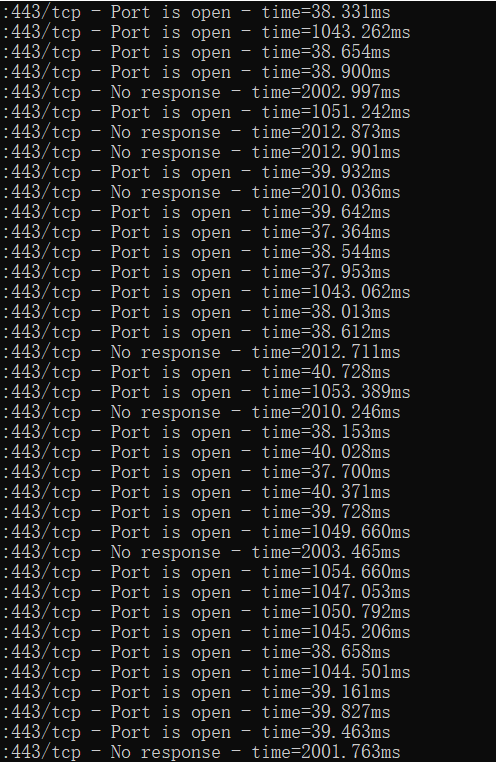 :443/tcp - Port is open - time=38.331ms
:443/tcp - Port is open - time=1043.262ms
:443/tcp - Port is open - time=38.654ms
:443/tcp - Port is open - time=38.900ms
:443/tcp - No response - time=2002.997ms
:443/tcp - Port is open - time=1051.242ms
:443/tcp - No response - time=2012.873ms
:443/tcp - No response - time=2012.901ms
:443/tcp - Port is open - time=39.932ms
:443/tcp - No response - time=2010.036ms
:443/tcp - Port is open - time=39.642ms
:443/tcp - Port is open - time=37.364ms
:443/tcp - Port is open - time=38.544ms
:443/tcp - Port is open - time=37.953ms
:443/tcp - Port is open - time=1043.062ms
:443/tcp - Port is open - time=38.013ms
:443/tcp - Port is open - time=38.612ms
:443/tcp - No response - time=2012.711ms
:443/tcp - Port is open - time=40.728ms
:443/tcp - Port is open - time=1053.389ms
:443/tcp - No response - time=2010.246ms
:443/tcp - Port is open - time=38.153ms
:443/tcp - Port is open - time=40.028ms
:443/tcp - Port is open - time=37.700ms
:443/tcp - Port is open - time=40.371ms
:443/tcp - Port is open - time=39.728ms
:443/tcp - Port is open - time=1049.660ms
:443/tcp - No response - time=2003.465ms
:443/tcp - Port is open - time=1054.660ms
:443/tcp - Port is open - time=1047.053ms
:443/tcp - Port is open - time=1050.792ms
:443/tcp - Port is open - time=1045.206ms
:443/tcp - Port is open - time=38.658ms
:443/tcp - Port is open - time=1044.501ms
:443/tcp - Port is open - time=39.161ms
:443/tcp - Port is open - time=39.827ms
:443/tcp - Port is open - time=39.463ms
:443/tcp - No response - time=2001.763ms